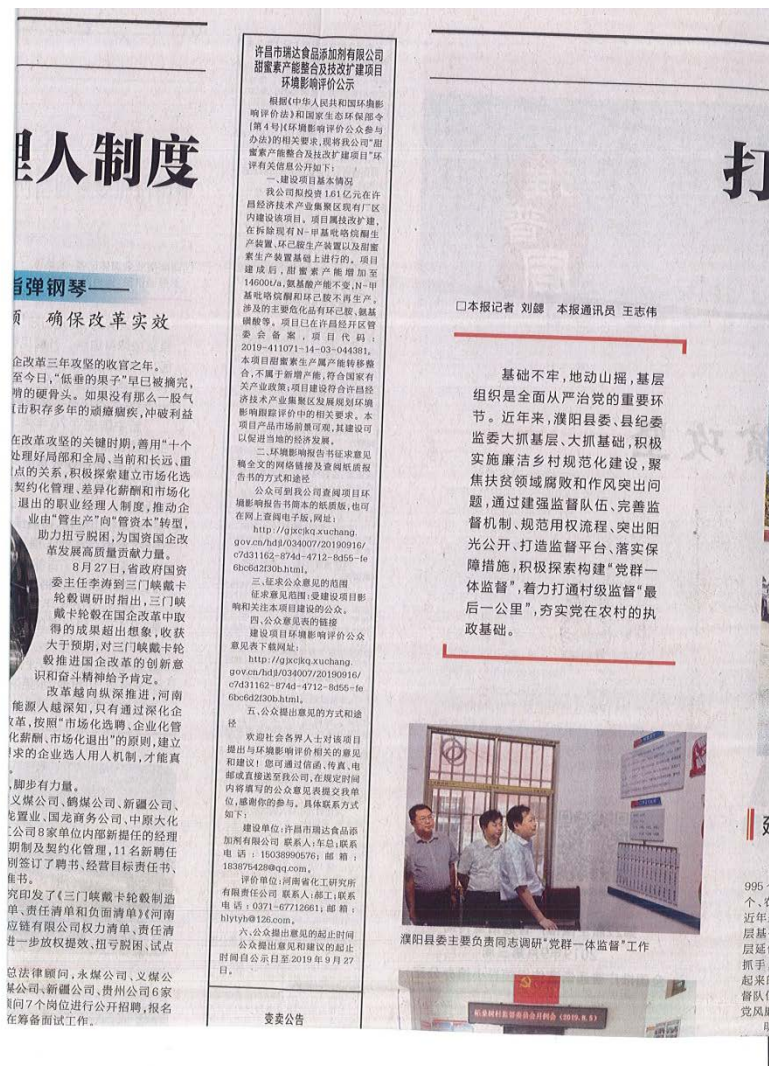 理人制度
指弹钢琴——
确保改革实效
企改革三年攻坚的收官之年。
至今日,“低垂的果子”早已被摘完,
啃的硬骨头。如果没有那么一股气
直击积存多年的顽瘴痼疾,冲破利益
在改革攻坚的关键时期,善用“十个
处理好局部和全局、当前和长远、重
点的关系,积极探索建立市场化选
契约化管理、差异化薪酬和市场化
退出的职业经理人制度,推动企
业由“管生产”向“管资本”转型,
助力扭亏脱困,为国资国企改
革发展高质量贡献力量。
8月27日,省政府国资
委主任李涛到三门峡戴卡
轮毂调研时指出,三门峡
戴卡轮毂在国企改革中取
得的成果超出想象,收获
大于预期,对三门峡戴卡轮
毂推进国企改革的创新意
识和奋斗精神给予肯定。
改革越向纵深推进,河南
能源人越深知,只有通过深化企
改革,按照“市场化选聘、企业化管
化薪酬、市场化退出”的原则,建立
求的企业选人用人机制,才能真
,脚步有力量。
义煤公司、鹤煤公司、新疆公司、
龙置业、国龙商务公司、中原大化
工公司8家单位内部新提任的经理
期制及契约化管理,11名新聘任
别签订了聘书、经营目标责任书、
准书。
究印发了《三门峡戴卡轮毂制造
单、责任清单和负面清单》《河南
应链有限公司权力清单、责任清
进一步放权提效、扭亏脱困、试点
总法律顾问,永煤公司、义煤公
煤公司、新疆公司、贵州公司6家
顾问7个岗位进行公开招聘,报名
在筹备面试工作。
许昌市瑞达食品添加剂有限公司
甜蜜素产能整合及技改扩建项目
环境影响评价公示
根据《中华人民共和国环境影
响评价法》和国家生态环保部令
[第4号]《环境影响评价公众参与
办法》的相关要求,现将我公司“甜
蜜素产能整合及技改扩建项目”环
评有关信息公开如下:
一、建设项目基本情况
我公司拟投资1.61亿元在许
昌经济技术产业集聚区现有厂区
内建设该项目。项目属技改扩建,
在拆除现有N-甲基吡咯烷酮生
产装置、环己胺生产装置以及甜蜜
素生产装置基础上进行的。项目
建成后,甜蜜素产能增加至
14600t/a,氨基酸产能不变,N-甲
基吡咯烷酮和环己胺不再生产。
涉及的主要危化品有环己胺、氨基
磺酸等。项目已在许昌经开区管
委会备案,项目代码:
2019-411071-14-03-044381。
本项目甜蜜素生产属产能转移整
合,不属于新增产能,符合国家有
关产业政策;项目建设符合许昌经
济技术产业集聚区发展规划环境
影响跟踪评价中的相关要求。本
项目产品市场前景可观,其建设可
以促进当地的经济发展。
二、环境影响报告书征求意见
稿全文的网络链接及查阅纸质报
告书的方式和途径
公众可到我公司查阅项目环
境影响报告书简本的纸质版,也可
在网上查阅电子版,网址:
http://gjxcjkq.xuchang.
gov.cn/hdjl/034007/20190916/
c7d31162-874d-4712-8d55-fe
6bc6d2f30b.html。
三、征求公众意见的范围
征求意见范围:受建设项目影
响和关注本项目建设的公众。
四、公众意见表的链接
建设项目环境影响评价公众
意见表下载网址:
http://gjxcjkq.xuchang.
gov.cn/hdjl/034007/20190916/
c7d31162-874d-4712-8d55-fe
6bc6d2f30b.html。
五、公众提出意见的方式和途
径
欢迎社会各界人士对该项目
提出与环境影响评价相关的意见
和建议!您可通过信函、传真、电
邮或直接送至我公司,在规定时间
内将填写的公众意见表提交我单
位,感谢你的参与。具体联系方式
如下:
建设单位:许昌市瑞达食品添
加剂有限公司 联系人:车总;联系
电话:15038990576;邮箱:
183875428@qq.com。
评价单位:河南省化工研究所
有限责任公司 联系人:郝工;联系
电话:0371-67712661;邮箱:
hlytyh@126.com。
六、公众提出意见的起止时间
公众提出意见和建议的起止
时间自公示日至2019年9月27
日。
变卖公告
打
□本报记者 刘勰 本报通讯员 王志伟
基础不牢,地动山摇,基层
组织是全面从严治党的重要环
节。近年来,濮阳县委、县纪委
监委大抓基层、大抓基础,积极
实施廉洁乡村规范化建设,聚
焦扶贫领域腐败和作风突出问
题,通过建强监督队伍、完善监
督机制、规范用权流程、突出阳
光公开、打造监督平台、落实保
障措施,积极探索构建“党群一
体监督”,着力打通村级监督“最
后一公里”,夯实党在农村的执
政基础。
濮阳县委主要负责同志调研“党群一体监督”工作
995
个、
近年
层基
层延
抓手
起来
督队
党风